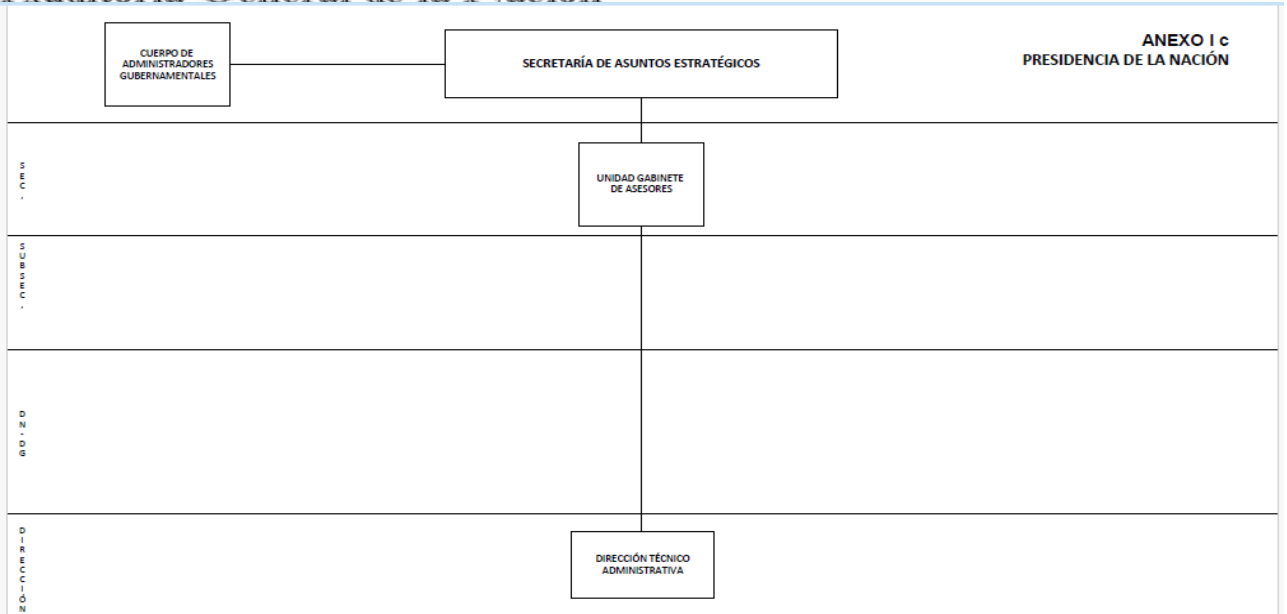 CUERPO DE
ADMINISTRADORES
GUBERNAMENTALES
SECRETARÍA DE ASUNTOS ESTRATÉGICOS
ANEXO I c
PRESIDENCIA DE LA NACIÓN
SEC.
UNIDAD GABINETE
DE ASESORES
SUBSEC.
DN-DG
DIRECCIÓN
DIRECCIÓN TÉCNICO
ADMINISTRATIVA